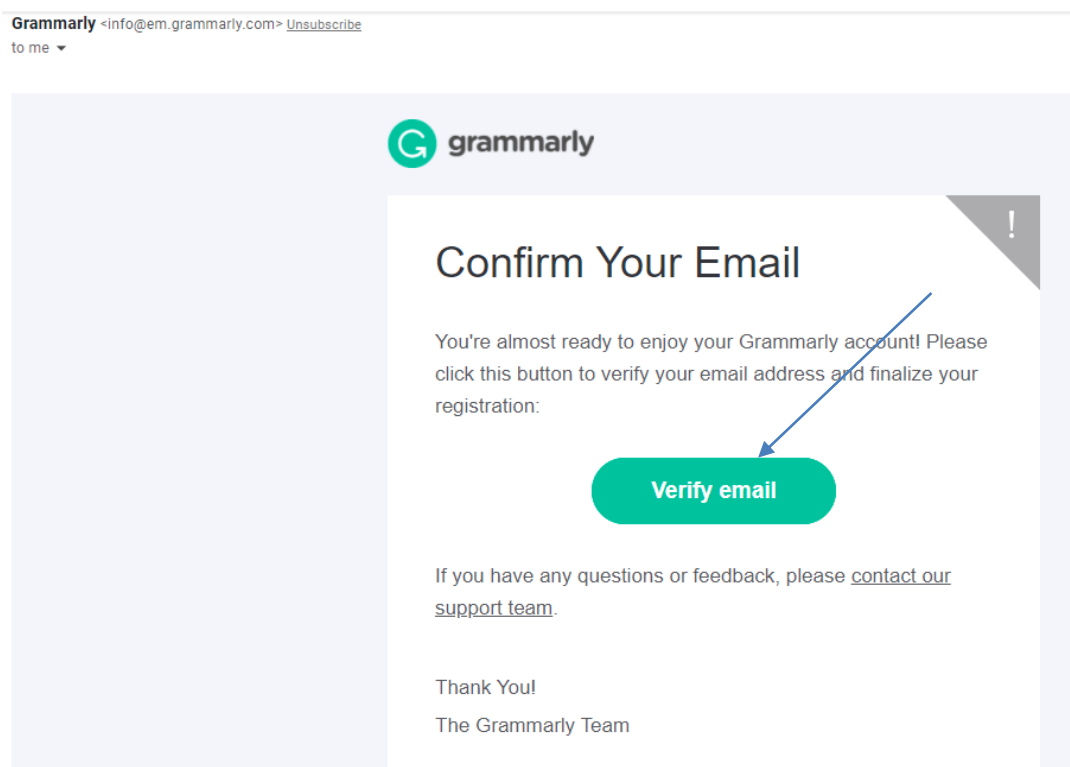 Grammarly <info@em.grammarly.com> Unsubscribe
to me
grammarly
!
Confirm Your Email
You're almost ready to enjoy your Grammarly account! Please
click this button to verify your email address and finalize your
registration:
Verify email
If you have any questions or feedback, please contact our
support team.
Thank You!
The Grammarly Team